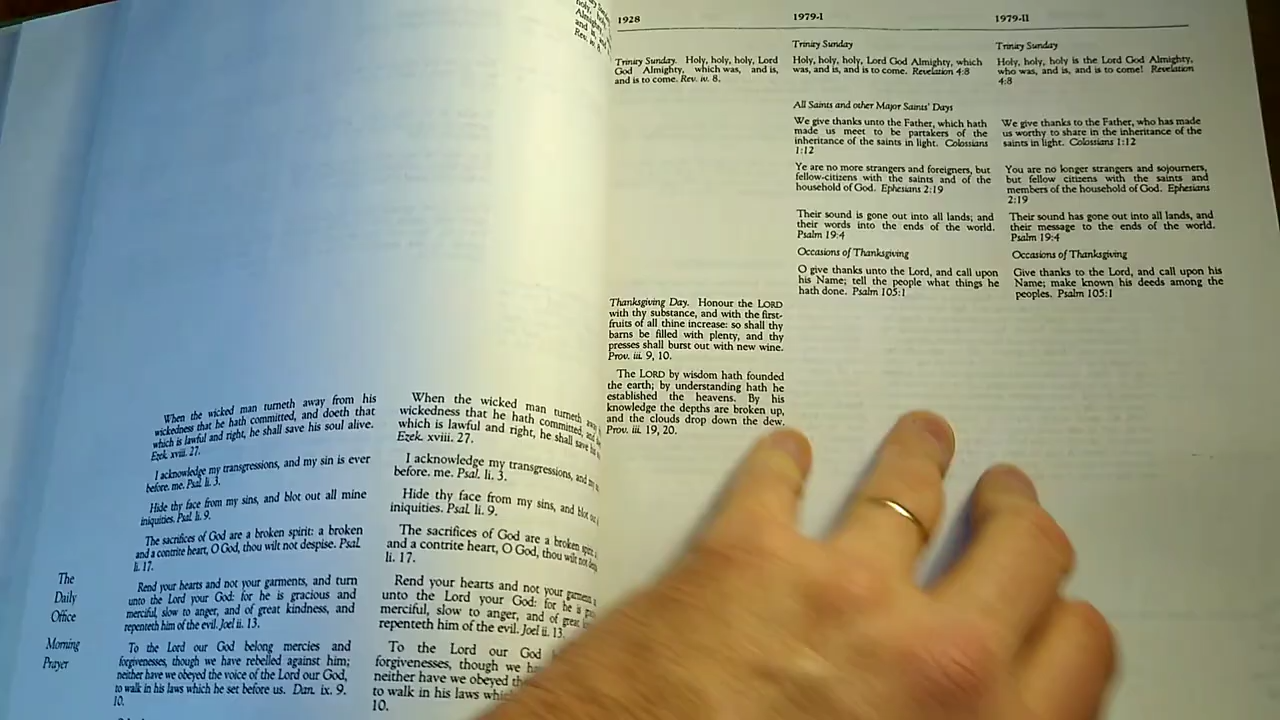 When the wicked man turneth away from his
wickedness that he hath committed, and doeth that
which is lawful and right, he shall save his soul alive.
Ezek. xviii. 27.
I acknowledge my transgressions, and my sin is ever
before me. Psal. li. 3.
Hide thy face from my sins, and blot out all mine
iniquities. Psal. li. 9.
The sacrifices of God are a broken spirit: a broken
and a contrite heart, O God, thou wilt not despise. Psal.
li. 17.
The
Daily
Office
Morning
Prayer
Rend your hearts and not your garments, and turn
unto the Lord your God: for he is gracious and
merciful, slow to anger, and of great kindness, and
repenteth him of the evil. Joel ii. 13.
To the Lord our God belong mercies and
forgivenesses, though we have rebelled against him;
neither have we obeyed the voice of the Lord our God,
to walk in his laws which he set before us. Dan. ix. 9.
10.
When the wicked man turneth away
wickedness that he hath committed, and
which is lawful and right, he shall save his
Ezek. xviii. 27.
I acknowledge my transgressions, and my
before. me. Psal. li. 3.
Hide thy face from my sins, and blot out
iniquities. Psal. li. 9.
The sacrifices of God are a broken spirit:
and a contrite heart, O God, thou wilt not
li. 17.
Rend your hearts and not your garments
unto the Lord your God: for he is
merciful, slow to anger, and of great
repenteth him of the evil. Joel ii. 13.
To the Lord our God
forgivenesses, though we
neither have we obeyed
to walk in his laws
10.
1928
Trinity Sunday. Holy, holy, holy, Lord
God Almighty, which was, and is,
and is to come. Rev. iv. 8.
Thanksgiving Day. Honour the LORD
with thy substance, and with the first-
fruits of all thine increase: so shall thy
barns be filled with plenty, and thy
presses shall burst out with new wine.
Prov. iii. 9, 10.
The LORD by wisdom hath founded
the earth; by understanding hath he
established the heavens. By his
knowledge the depths are broken up,
and the clouds drop down the dew.
Prov. iii. 19, 20.
1979-I
Trinity Sunday
Holy, holy, holy, Lord God Almighty, which
was, and is, and is to come. Revelation 4:8
All Saints and other Major Saints' Days
We give thanks unto the Father, which hath
made us meet to be partakers of the
inheritance of the saints in light. Colossians
1:12
Ye are no more strangers and foreigners, but
fellow-citizens with the saints and of the
household of God. Ephesians 2:19
Their sound is gone out into all lands; and
their words into the ends of the world.
Psalm 19:4
Occasions of Thanksgiving
O give thanks unto the Lord, and call upon
his Name; tell the people what things he
hath done. Psalm 105:1
1979-II
Trinity Sunday
Holy, holy, holy is the Lord God Almighty,
who was, and is, and is to come! Revelation
4:8
We give thanks to the Father, who has made
us worthy to share in the inheritance of the
saints in light. Colossians 1:12
You are no longer strangers and sojourners,
but fellow citizens with the saints and
members of the household of God. Ephesians
2:19
Their sound has gone out into all lands, and
their message to the ends of the world.
Psalm 19:4
Occasions of Thanksgiving
Give thanks to the Lord, and call upon his
Name; make known his deeds among the
peoples. Psalm 105:1